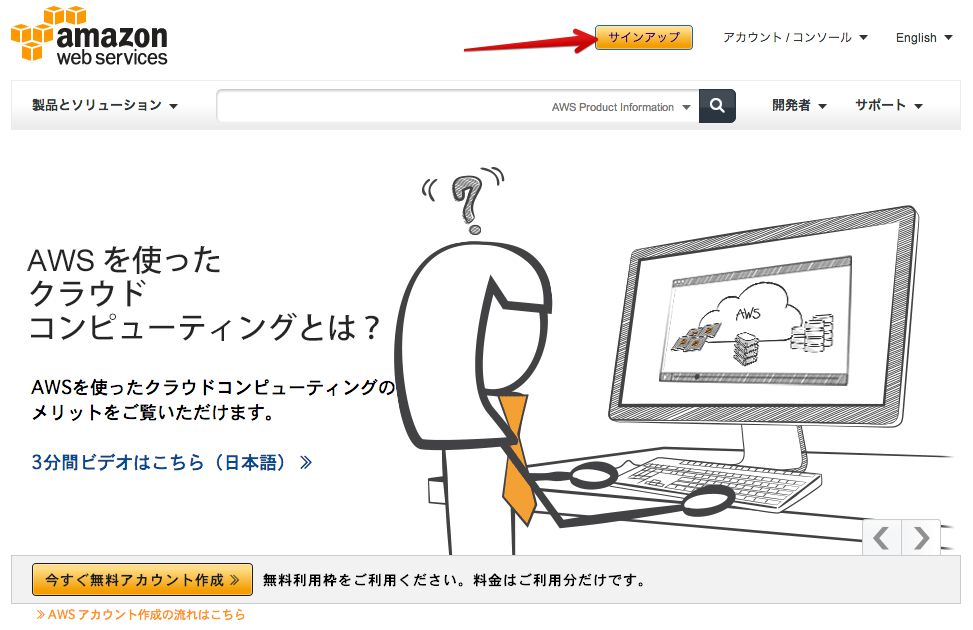 amazon
web services
サインアップ
アカウント / コンソール
English
製品とソリューション
AWS Product Information
開発者
サポート
?
AWS を使った
クラウド
コンピューティングとは？
AWS
AWSを使ったクラウドコンピューティングの
メリットをご覧いただけます。
3分間ビデオはこちら（日本語） »
今すぐ無料アカウント作成 »
無料利用枠をご利用ください。料金はご利用分だけです。
» AWS アカウント作成の流れはこちら